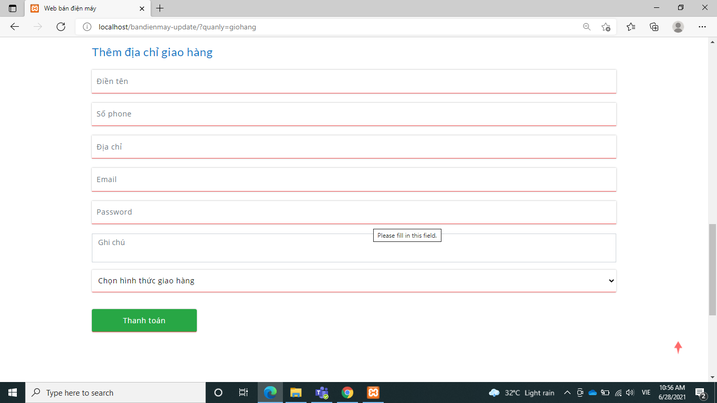 Web bán điện máy
localhost/bandienmay-update/?quanly=giohang
Thêm địa chỉ giao hàng
Điền tên
Số phone
Địa chỉ
Email
Password
Please fill in this field.
Ghi chú
Chọn hình thức giao hàng
Thanh toán
Type here to search
32°C Light rain
VIE
10:56 AM
6/28/2021
2